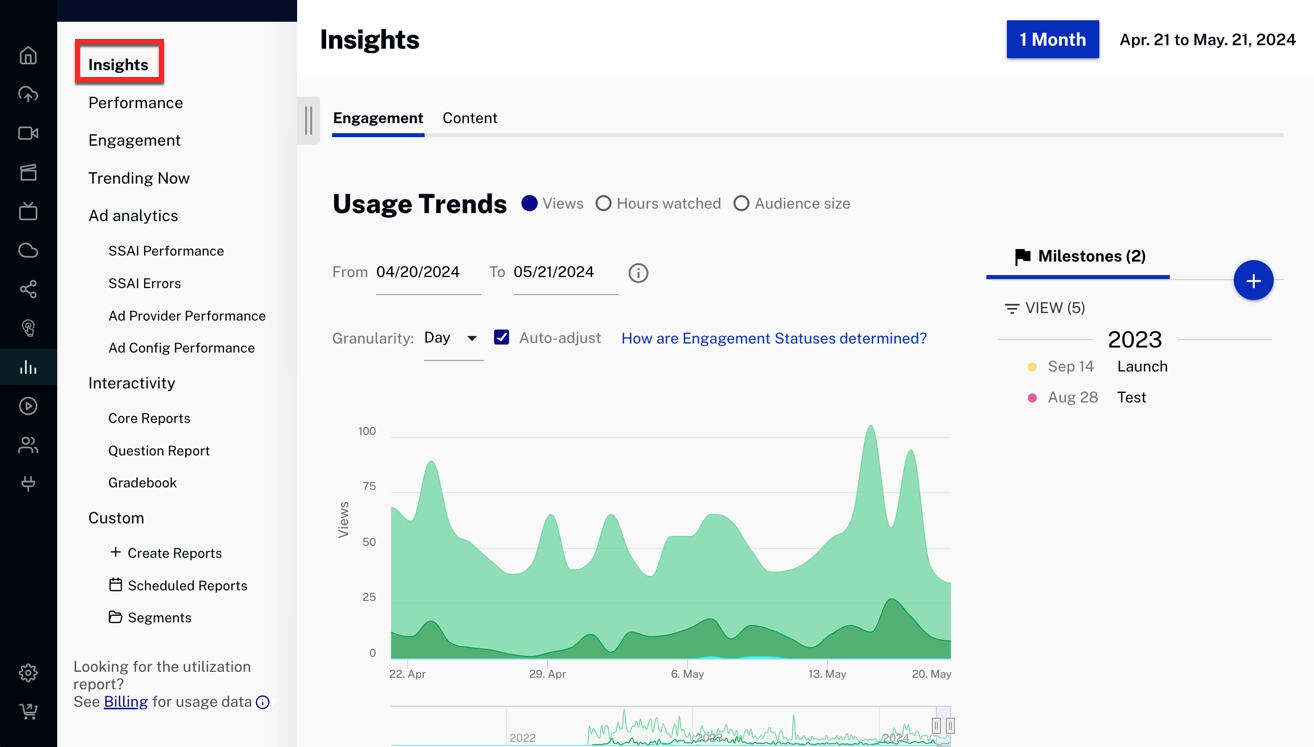 Insights
Performance
Engagement
Trending Now
Ad analytics
SSAI Performance
SSAI Errors
Ad Provider Performance
Ad Config Performance
Interactivity
Core Reports
Question Report
Gradebook
Custom
+ Create Reports
Scheduled Reports
Segments
Looking for the utilization
report?
See Billing for usage data
Insights
1 Month
Apr. 21 to May. 21, 2024
Engagement Content
Usage Trends Views Hours watched Audience size
From 04/20/2024 To 05/21/2024
Granularity: Day Auto-adjust How are Engagement Statuses determined?
Views
100
75
50
25
0
22. Apr 29. Apr 6. May 13. May 20. May
2022 2023 2024
Milestones (2)
+
VIEW (5)
2023
Sep 14 Launch
Aug 28 Test